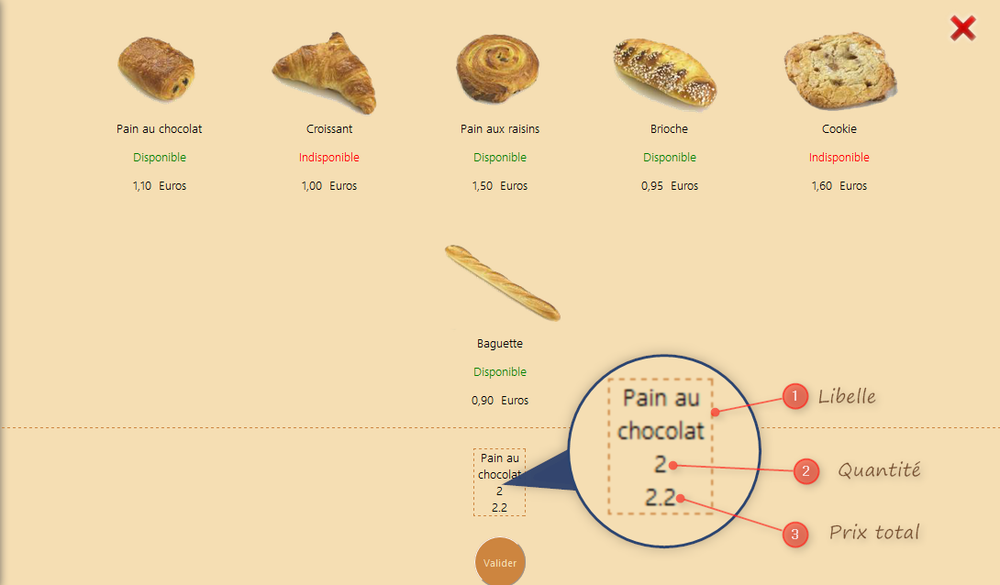 Pain au chocolat
Croissant
Pain aux raisins
Brioche
Cookie
Disponible
Indisponible
Disponible
Disponible
Indisponible
1,10 Euros
1,00 Euros
1,50 Euros
0,95 Euros
1,60 Euros
Baguette
Disponible
0,90 Euros
Pain au
chocolat
2
2.2
Pain au
chocolat
2
2.2
1 Libelle
2 Quantité
3 Prix total
Valider